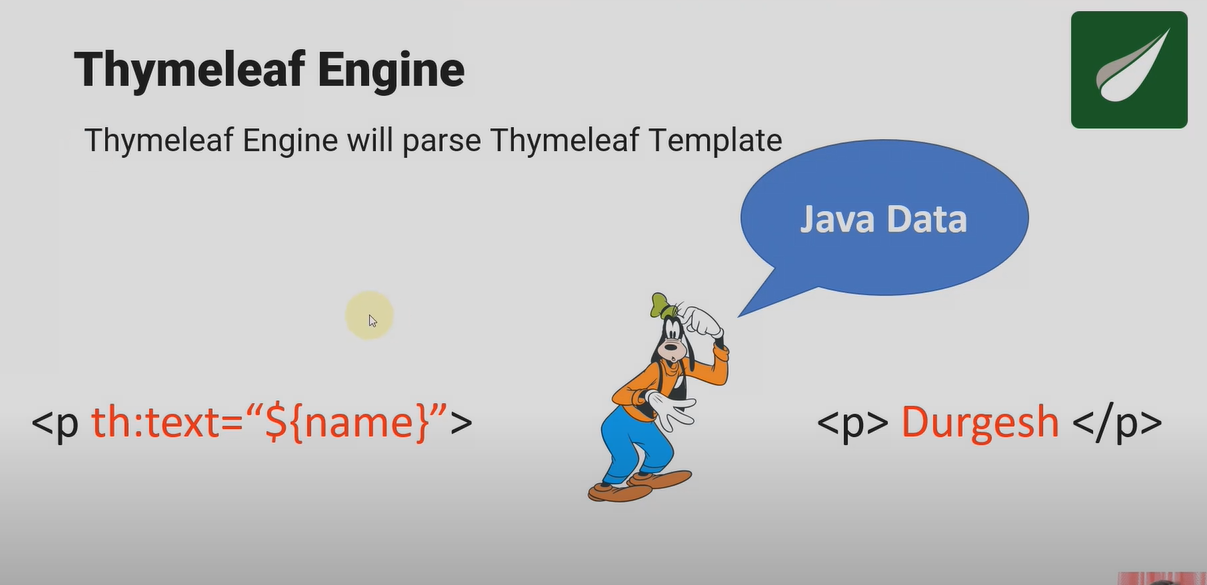 Thymeleaf Engine
Thymeleaf Engine will parse Thymeleaf Template
Java Data
<p th:text=“${name}”>
<p> Durgesh </p>